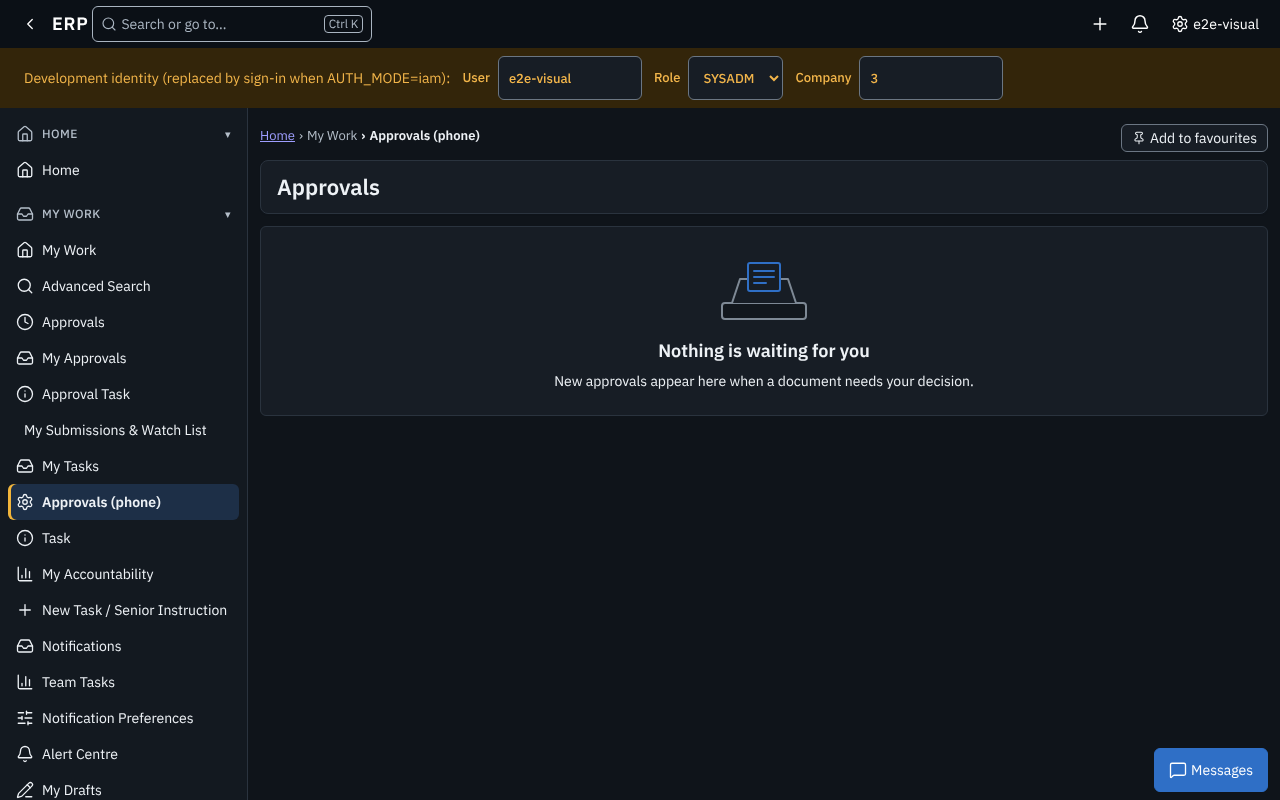 ERP
Search or go to...
Ctrl K
e2e-visual
Development identity (replaced by sign-in when AUTH_MODE=iam):
User
e2e-visual
Role
SYSADM
Company
3
HOME
Home
MY WORK
My Work
Advanced Search
Approvals
My Approvals
Approval Task
My Submissions & Watch List
My Tasks
Approvals (phone)
Task
My Accountability
New Task / Senior Instruction
Notifications
Team Tasks
Notification Preferences
Alert Centre
My Drafts
Home › My Work › Approvals (phone)
Add to favourites
Approvals
Nothing is waiting for you
New approvals appear here when a document needs your decision.
Messages